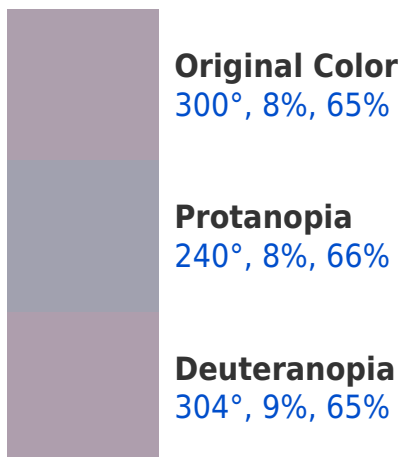 Original Color
300°, 8%, 65%
Protanopia
240°, 8%, 66%
Deuteranopia
304°, 9%, 65%